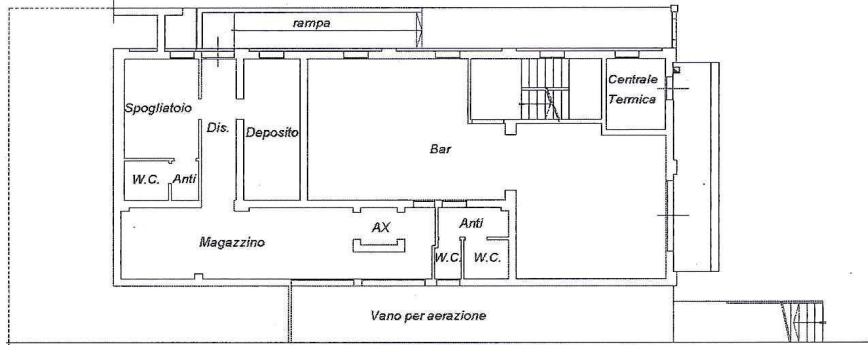 rampa
Centrale
Termica
Spogliatoio
Dis.
Deposito
Bar
W.C.
Anti
AX
Anti
Magazzino
W.C.
W.C.
Vano per aerazione